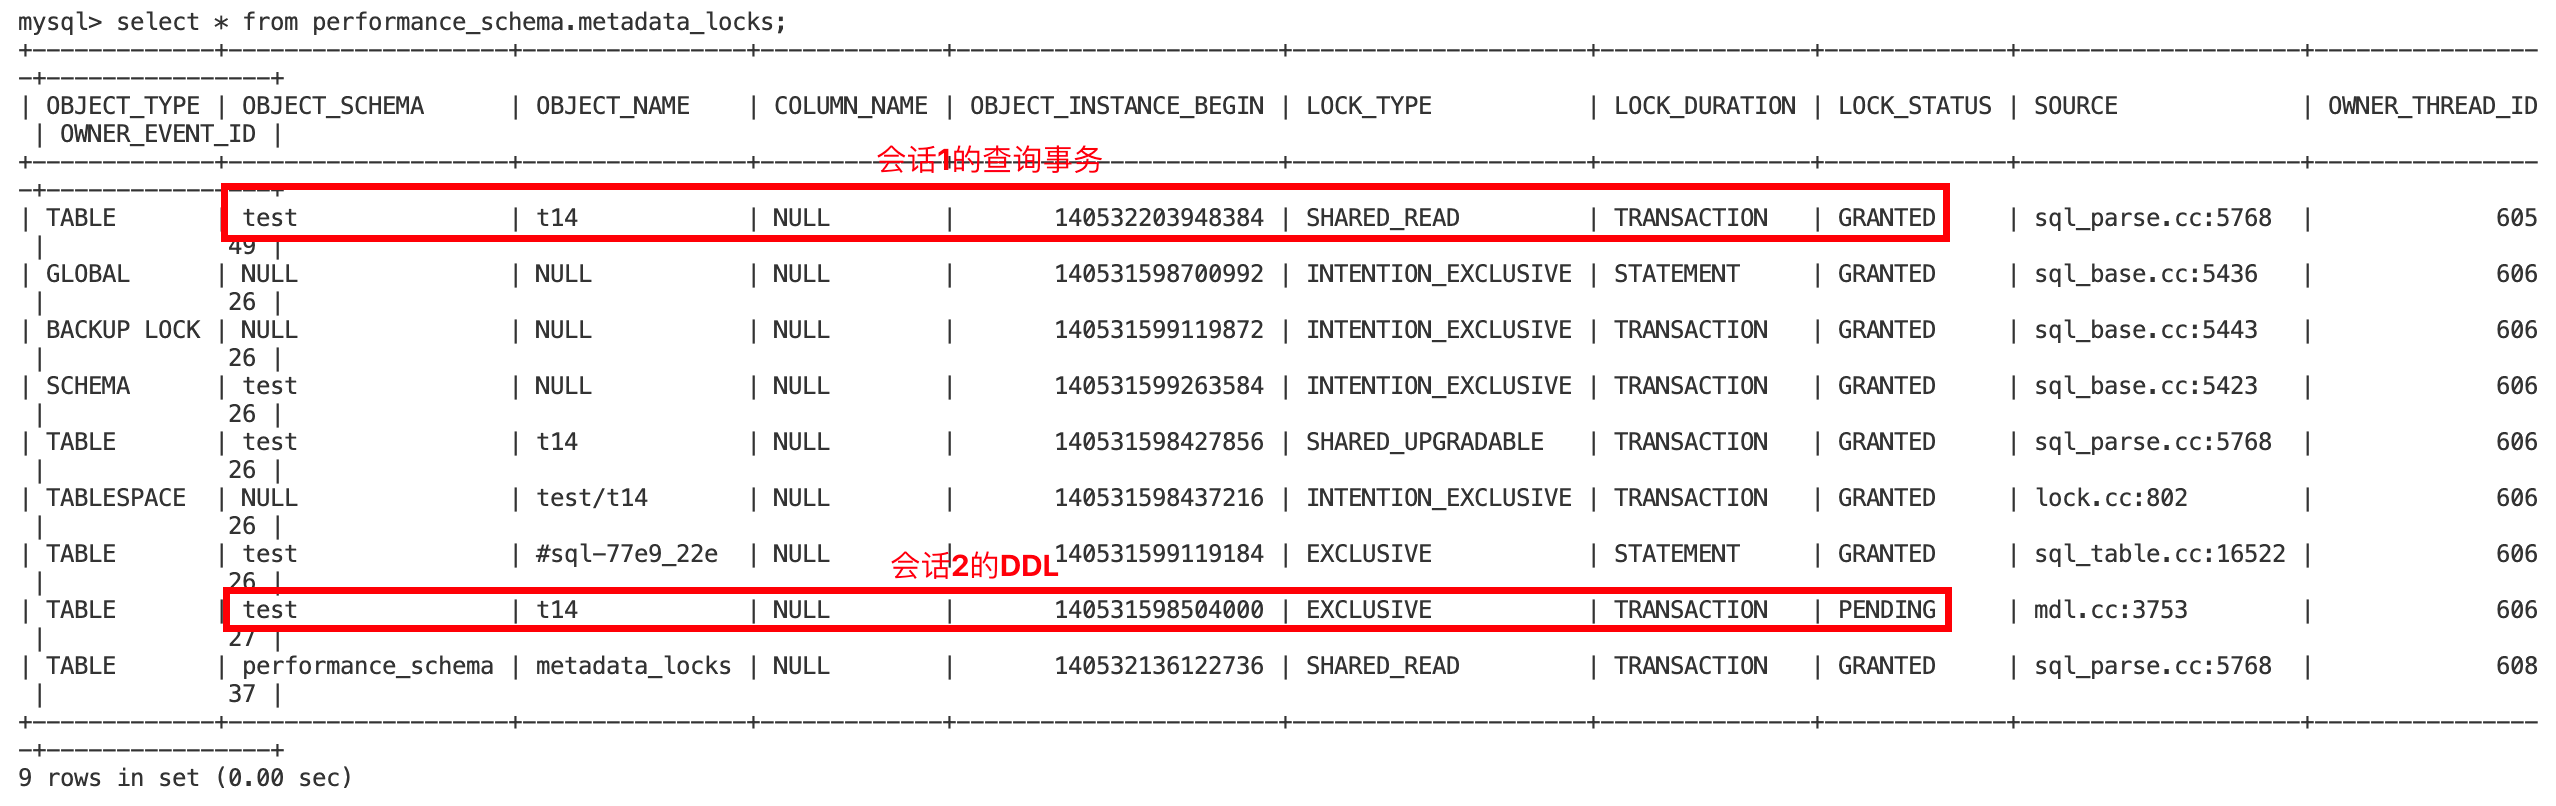 mysql> select * from performance_schema.metadata_locks;
+-------------+--------------------+----------------+-------------+-----------------------+---------------------+---------------+-------------+--------------------+----------------
-+----------------+
| OBJECT_TYPE | OBJECT_SCHEMA      | OBJECT_NAME    | COLUMN_NAME | OBJECT_INSTANCE_BEGIN | LOCK_TYPE           | LOCK_DURATION | LOCK_STATUS | SOURCE             | OWNER_THREAD_ID
 | OWNER_EVENT_ID |
会话1的查询事务
+-------------+--------------------+----------------+-------------+-----------------------+---------------------+---------------+-------------+--------------------+----------------
-+----------------+
| TABLE       | test               | t14            | NULL        |       140532203948384 | SHARED_READ         | TRANSACTION   | GRANTED     | sql_parse.cc:5768  |             605
 |             49 |
| GLOBAL      | NULL               | NULL           | NULL        |       140531598700992 | INTENTION_EXCLUSIVE | STATEMENT     | GRANTED     | sql_base.cc:5436   |             606
 |             26 |
| BACKUP LOCK | NULL               | NULL           | NULL        |       140531599119872 | INTENTION_EXCLUSIVE | TRANSACTION   | GRANTED     | sql_base.cc:5443   |             606
 |             26 |
| SCHEMA      | test               | NULL           | NULL        |       140531599263584 | INTENTION_EXCLUSIVE | TRANSACTION   | GRANTED     | sql_base.cc:5423   |             606
 |             26 |
| TABLE       | test               | t14            | NULL        |       140531598427856 | SHARED_UPGRADABLE   | TRANSACTION   | GRANTED     | sql_parse.cc:5768  |             606
 |             26 |
| TABLESPACE  | NULL               | test/t14       | NULL        |       140531598437216 | INTENTION_EXCLUSIVE | TRANSACTION   | GRANTED     | lock.cc:802        |             606
 |             26 |
| TABLE       | test               | #sql-77e9_22e  | NULL        |       140531599119184 | EXCLUSIVE           | STATEMENT     | GRANTED     | sql_table.cc:16522 |             606
会话2的DDL
 |             26 |
| TABLE       | test               | t14            | NULL        |       140531598504000 | EXCLUSIVE           | TRANSACTION   | PENDING     | mdl.cc:3753        |             606
 |             27 |
| TABLE       | performance_schema | metadata_locks | NULL        |       140532136122736 | SHARED_READ         | TRANSACTION   | GRANTED     | sql_parse.cc:5768  |             608
 |             37 |
+-------------+--------------------+----------------+-------------+-----------------------+---------------------+---------------+-------------+--------------------+----------------
-+----------------+
9 rows in set (0.00 sec)